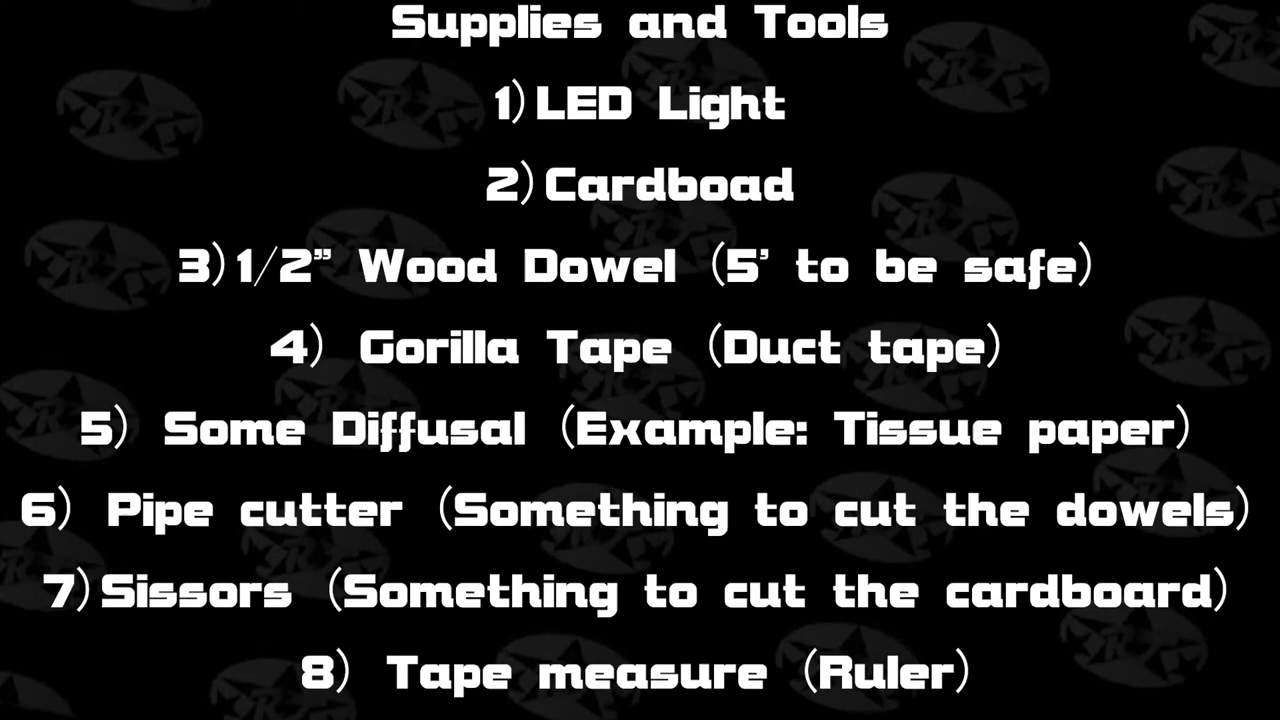 Supplies and Tools
1)LED Light
2)Cardboad
3)1/2” Wood Dowel (5’ to be safe)
4) Gorilla Tape (Duct tape)
5) Some Diffusal (Example: Tissue paper)
6) Pipe cutter (Something to cut the dowels)
7)Sissors (Something to cut the cardboard)
8) Tape measure (Ruler)